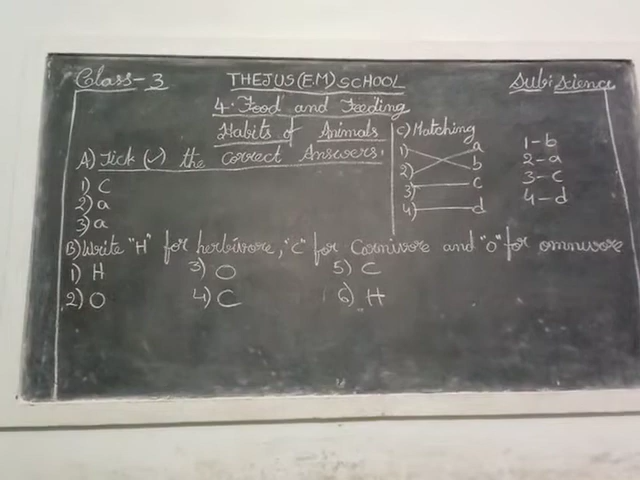 Class-3 THEJUS (E.M) SCHOOL Sub: Science
4. Food and Feeding
Habits of Animals
A) Tick (✓) the correct Answers:
1) C
2) a
3) a
C) Matching
1) a
2) b
3) c
4) d
1-b
2-a
3-c
4-d
B) Write "H" for herbivore, "C" for Carnivore and "O" for omnivore
1) H 3) O 5) C
2) O 4) C 6) H